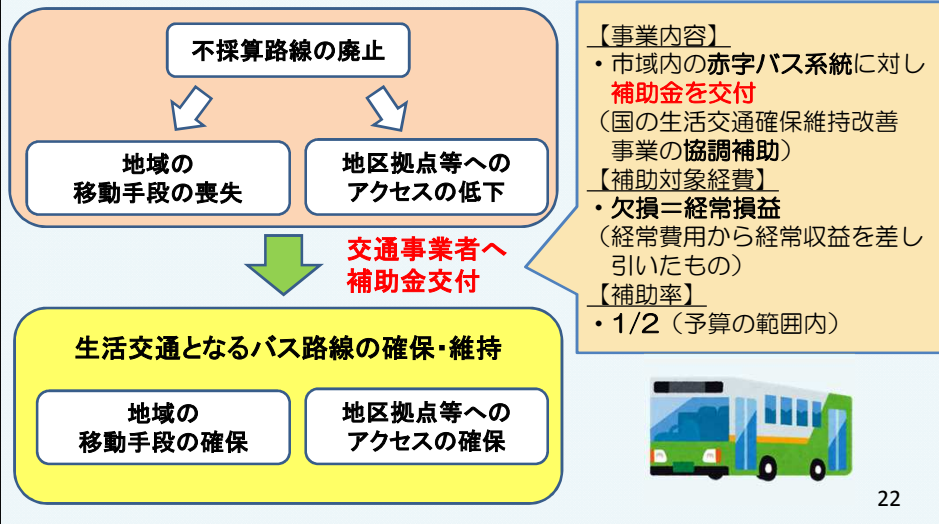 不採算路線の廃止
地域の
移動手段の喪失
地区拠点等への
アクセスの低下
交通事業者へ
補助金交付
生活交通となるバス路線の確保・維持
地域の
移動手段の確保
地区拠点等への
アクセスの確保
【事業内容】
・市域内の赤字バス系統に対し
補助金を交付
（国の生活交通確保維持改善
事業の協調補助）
【補助対象経費】
・欠損＝経常損益
（経常費用から経常収益を差し
引いたもの）
【補助率】
・1/2（予算の範囲内）
22